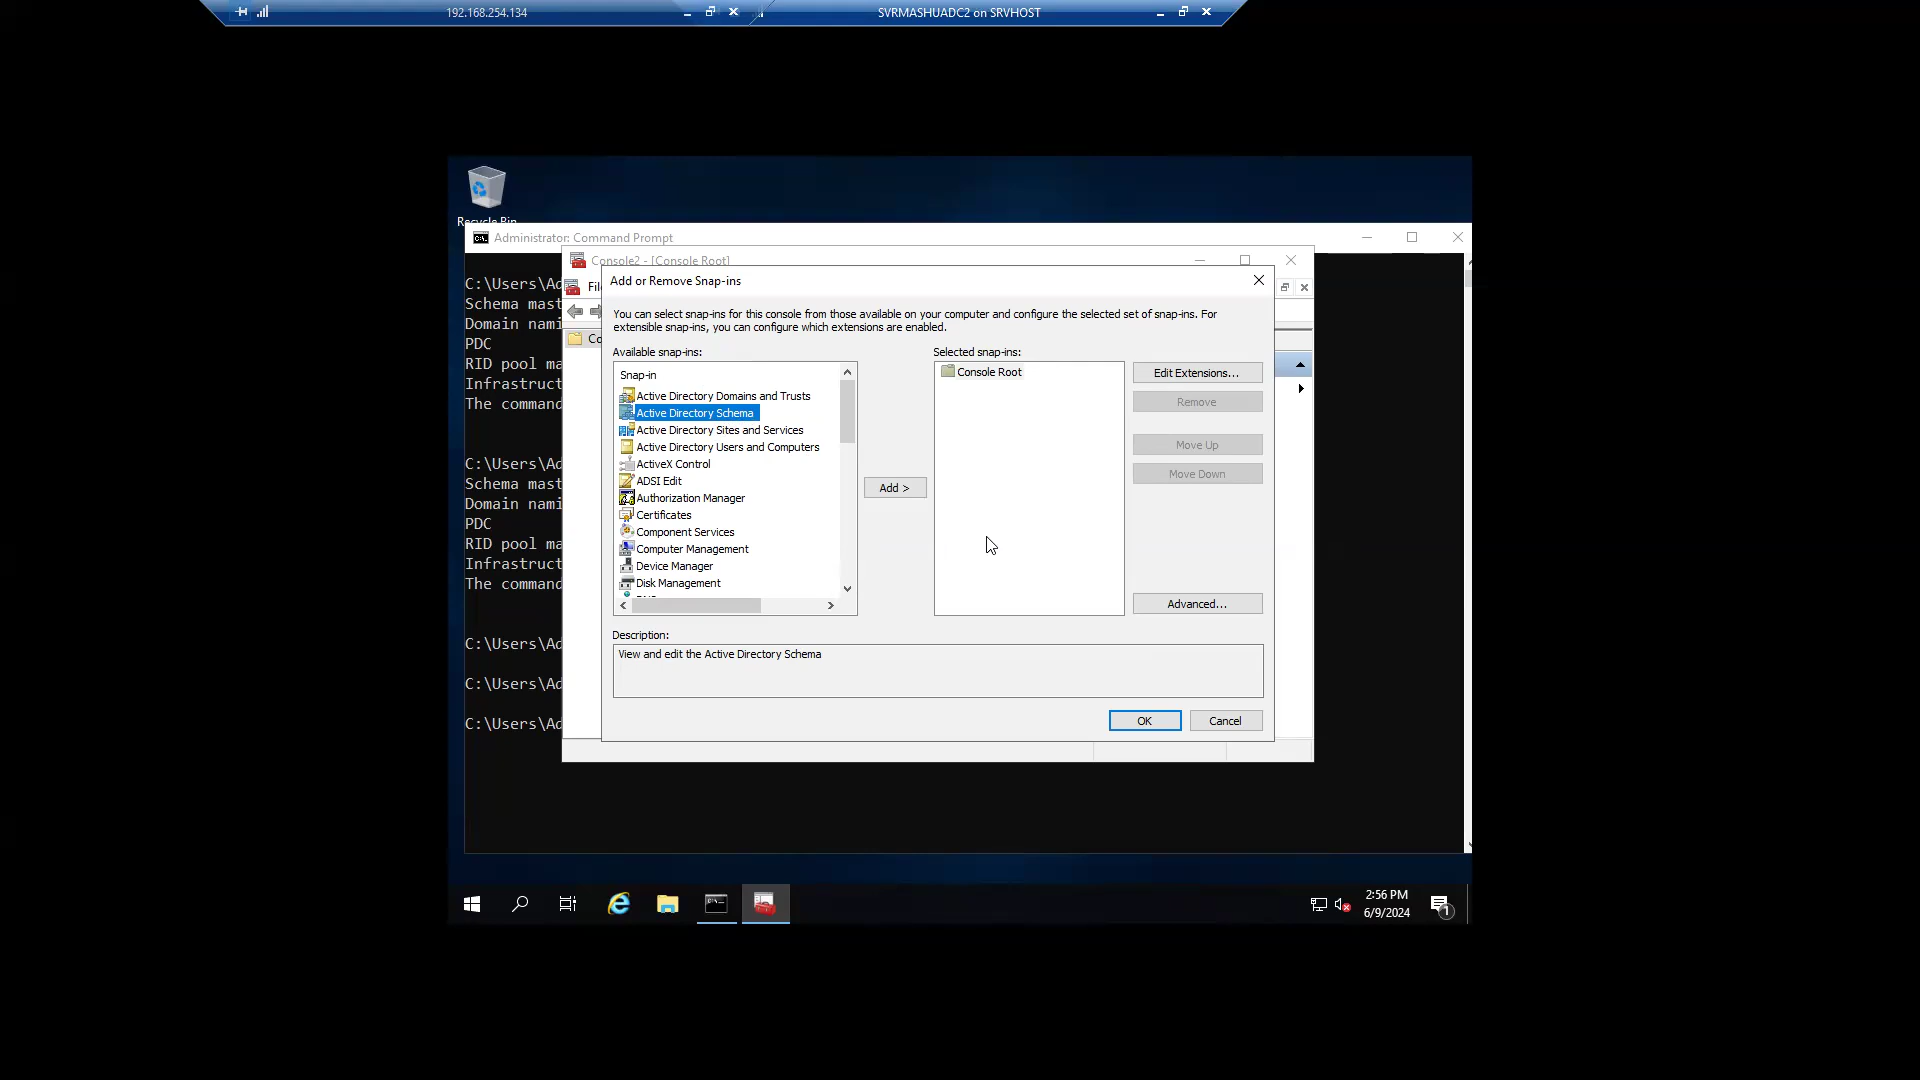 192.168.254.134
SVRMASHUADC2 on SRVHOST
Recycle Bin
Administrator: Command Prompt
Console2 - [Console Root]
C:\Users\Ad
Schema mast
Domain nami
PDC
RID pool ma
Infrastruct
The command
C:\Users\Ad
Schema mast
Domain nami
PDC
RID pool ma
Infrastruct
The command
C:\Users\Ad
C:\Users\Ad
C:\Users\Ad
Fil
Co
Add or Remove Snap-ins
You can select snap-ins for this console from those available on your computer and configure the selected set of snap-ins. For
extensible snap-ins, you can configure which extensions are enabled.
Available snap-ins:
Snap-in
Active Directory Domains and Trusts
Active Directory Schema
Active Directory Sites and Services
Active Directory Users and Computers
ActiveX Control
ADSI Edit
Authorization Manager
Certificates
Component Services
Computer Management
Device Manager
Disk Management
Add >
Selected snap-ins:
Console Root
Edit Extensions...
Remove
Move Up
Move Down
Advanced...
Description:
View and edit the Active Directory Schema
OK
Cancel
2:56 PM
6/9/2024
1